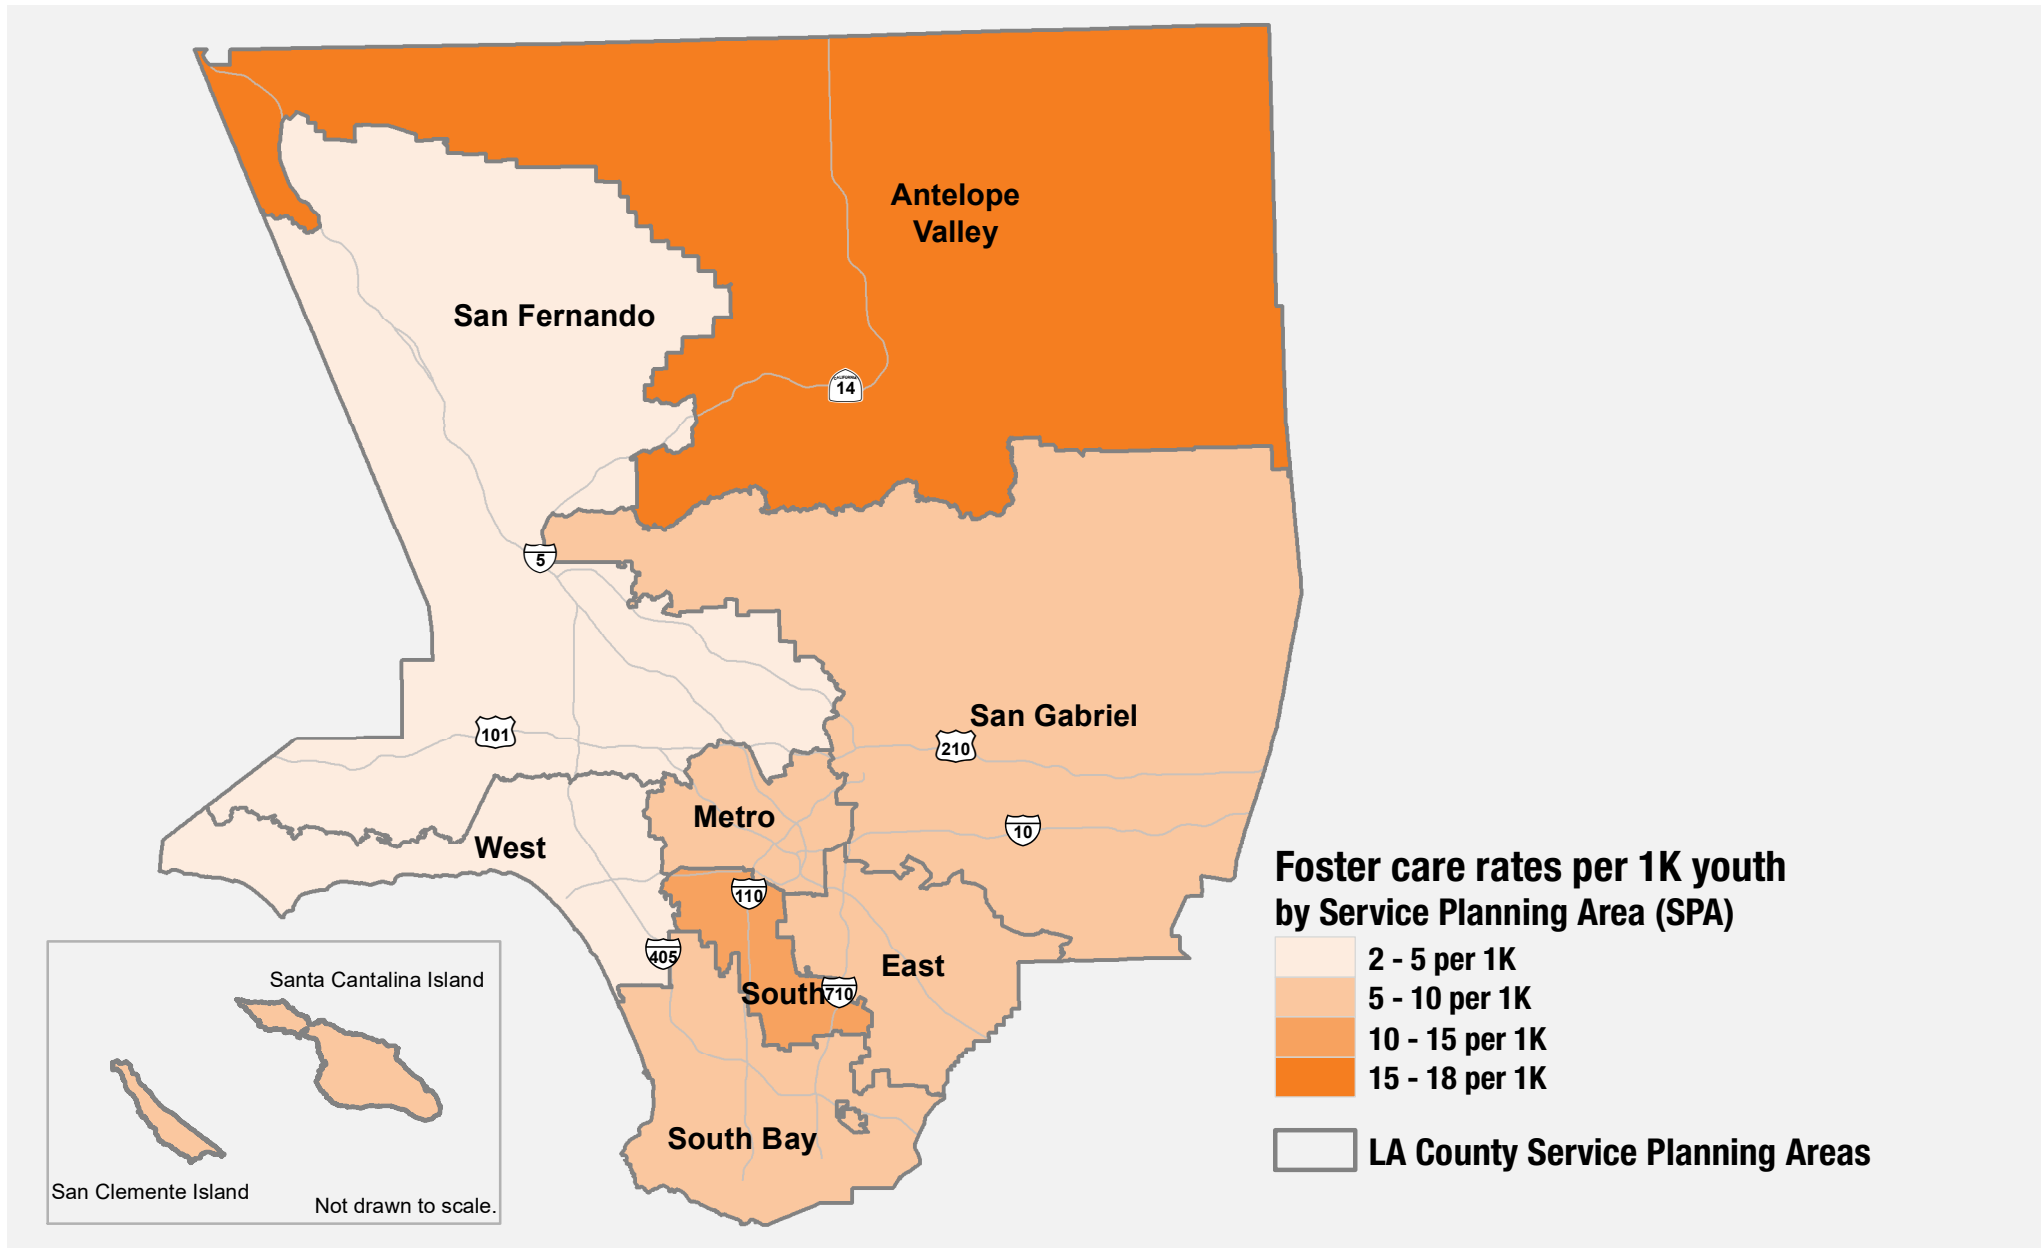 Antelope
Valley
San Fernando
CALIFORNIA
14
5
San Gabriel
101
210
Metro
10
West
110
405
East
South
710
South Bay
Santa Cantalina Island
San Clemente Island
Not drawn to scale.
Foster care rates per 1K youth
by Service Planning Area (SPA)
2 - 5 per 1K
5 - 10 per 1K
10 - 15 per 1K
15 - 18 per 1K
LA County Service Planning Areas